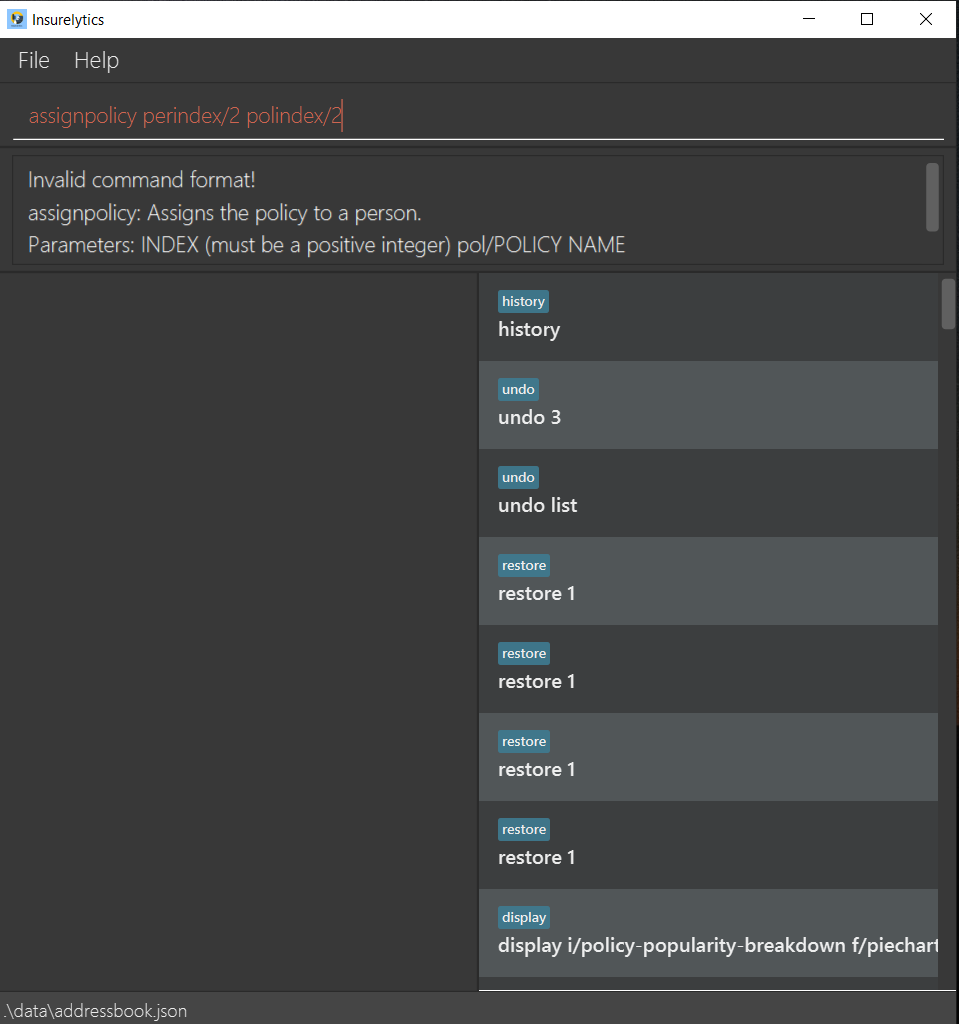 Insurelytics
File Help
assignpolicy perindex/2 polindex/2
Invalid command format!
assignpolicy: Assigns the policy to a person.
Parameters: INDEX (must be a positive integer) pol/POLICY NAME
history
history
undo
undo 3
undo
undo list
restore
restore 1
restore
restore 1
restore
restore 1
restore
restore 1
display
display i/policy-popularity-breakdown f/piechart
.\data\addressbook.json